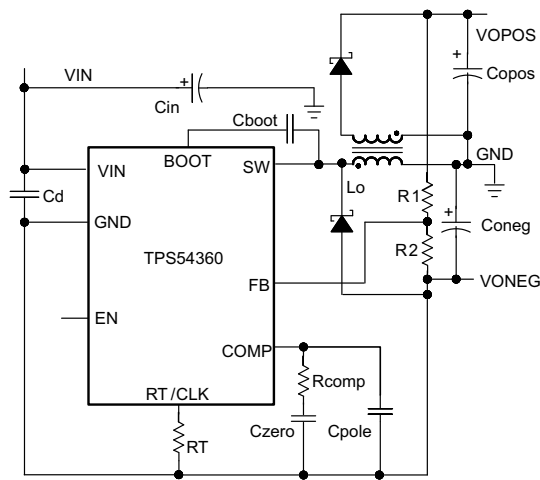 VOPOS
VIN
+
Cin
+
Copos
Cboot
BOOT
SW
GND
VIN
Lo
R1
Cd
GND
+
Coneg
TPS54360
R2
FB
VONEG
EN
COMP
Rcomp
RT/CLK
Czero
Cpole
RT